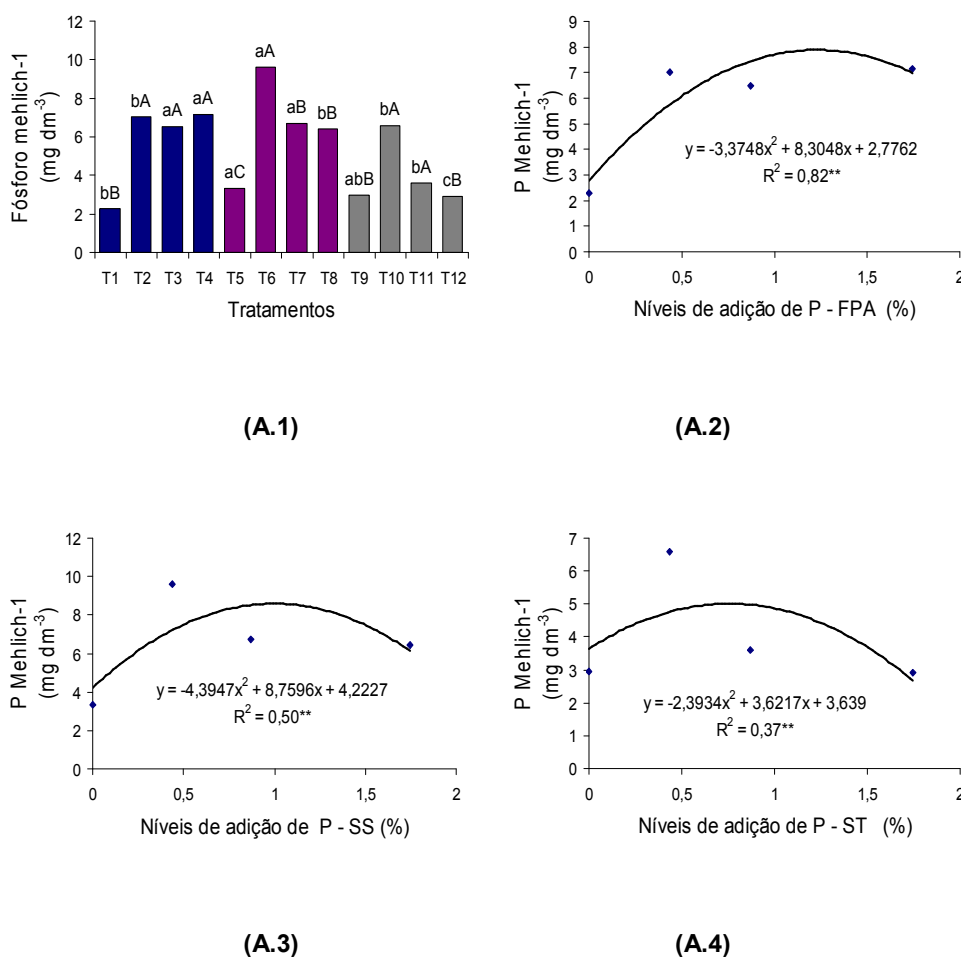 Fósforo mehlich-1
(mg dm-3)
12
10
8
6
4
2
0
bB
bA
aA
aA
aC
aA
aB
bB
abB
bA
bA
cB
T1
T2
T3
T4
T5
T6
T7
T8
T9
T10
T11
T12
Tratamentos
(A.1)
P Mehlich-1
(mg dm-3)
9
8
7
6
5
4
3
2
1
0
y = -3,3748x2 + 8,3048x + 2,7762
R2 = 0,82**
0
0,5
1
1,5
2
Níveis de adição de P - FPA (%)
(A.2)
P Mehlich-1
(mg dm-3)
12
10
8
6
4
2
0
y = -4,3947x2 + 8,7596x + 4,2227
R2 = 0,50**
0
0,5
1
1,5
2
Níveis de adição de P - SS (%)
(A.3)
P Mehlich-1
(mg dm-3)
7
6
5
4
3
2
1
0
y = -2,3934x2 + 3,6217x + 3,639
R2 = 0,37**
0
0,5
1
1,5
2
Níveis de adição de P - ST (%)
(A.4)